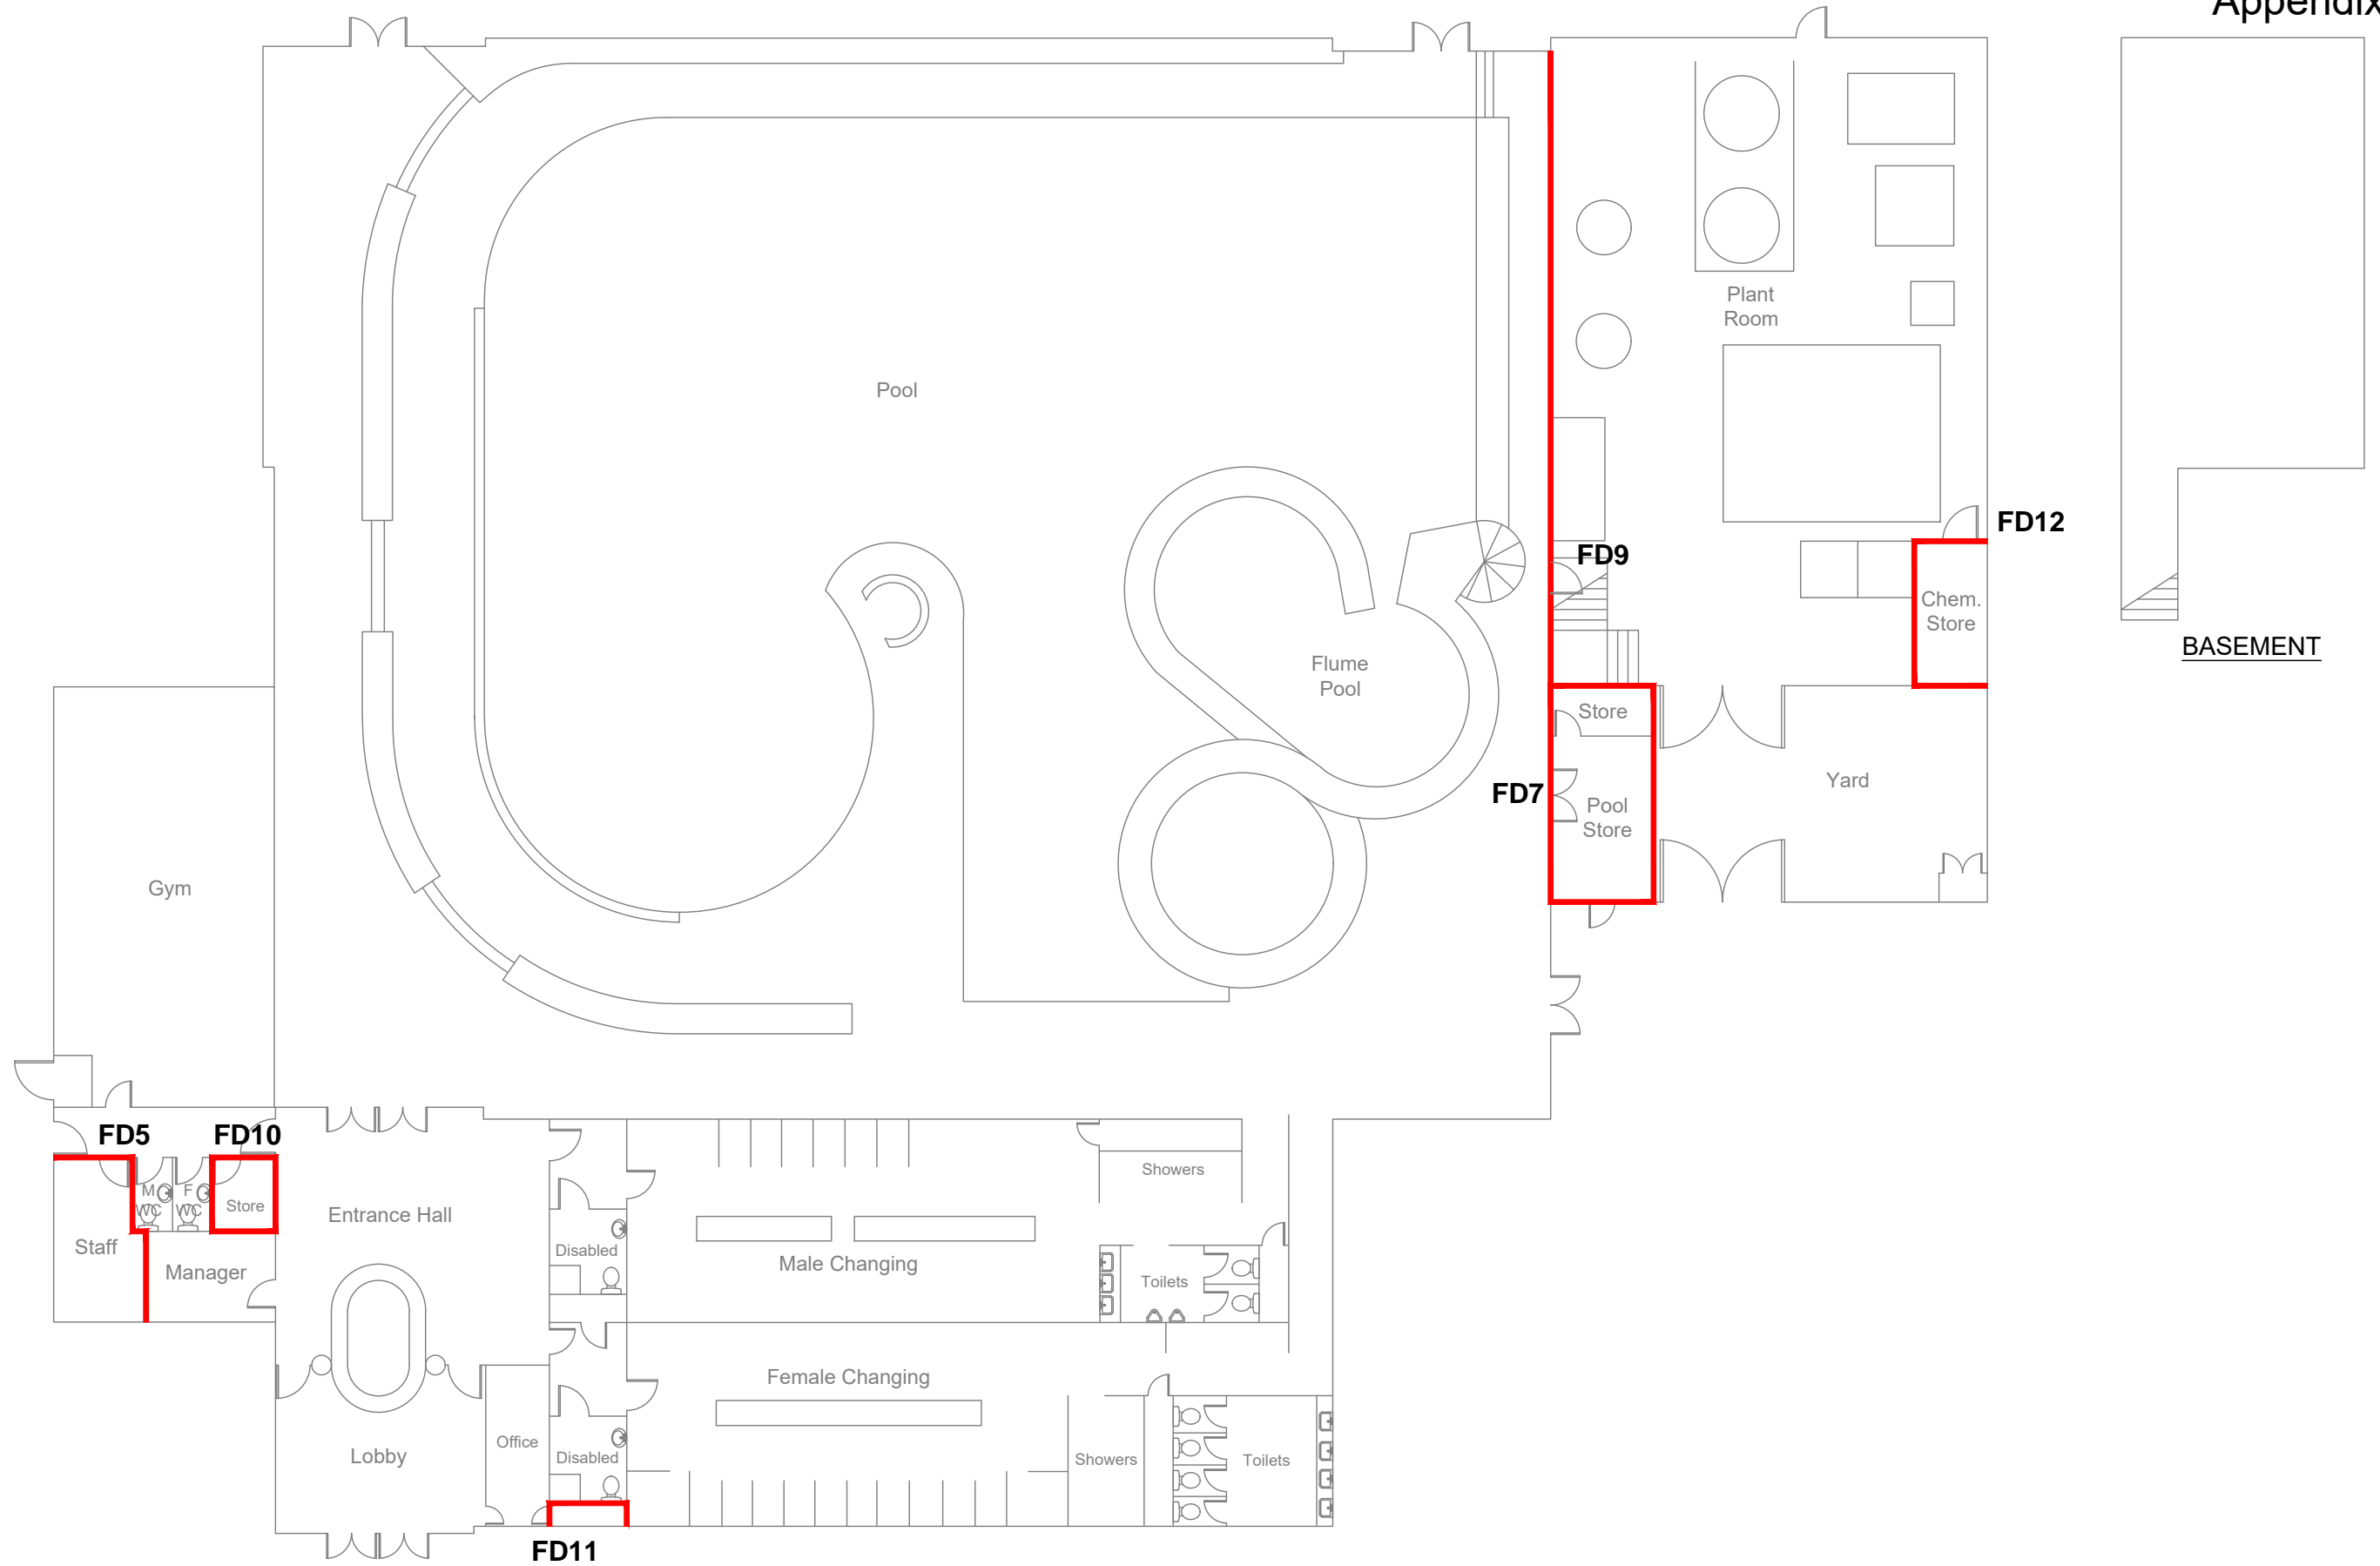 Appendix
Plant
Room
Pool
FD12
FD9
Chem.
Store
BASEMENT
Flume
Pool
Store
Yard
FD7
Pool
Store
Gym
FD5
FD10
Showers
M
WC
F
WC
Store
Entrance Hall
Staff
Disabled
Manager
Male Changing
Toilets
Female Changing
Office
Lobby
Disabled
Showers
Toilets
FD11